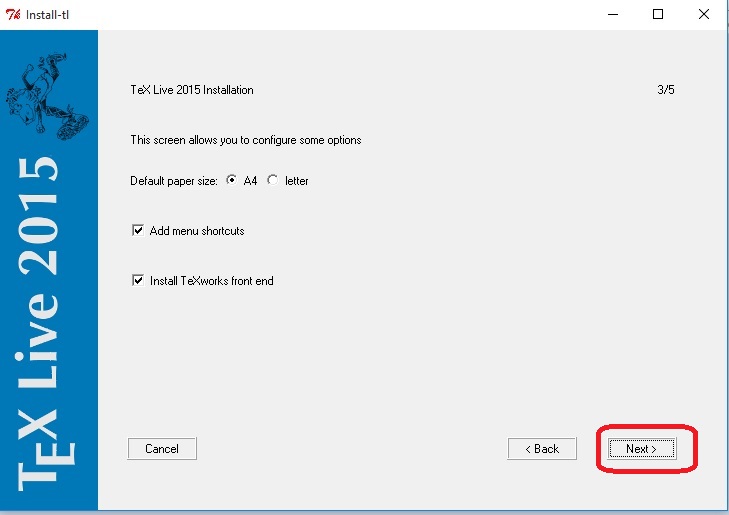 Install-tl
TeX Live 2015
TeX Live 2015 Installation 3/5
This screen allows you to configure some options
Default paper size: A4 letter
Add menu shortcuts
Install TeXworks front end
Cancel < Back Next >